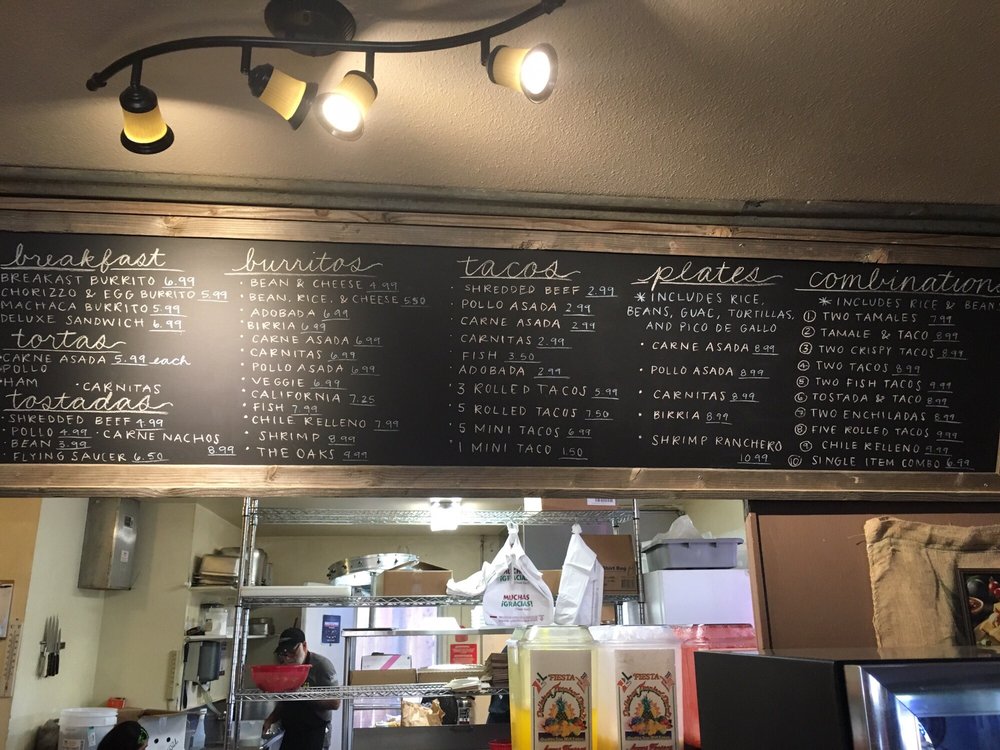 breakfast
BREAKAST BURRITO 6.99
CHORIZZO & EGG BURRITO 5.99
MACHACA BURRITO 5.99
DELUXE SANDWICH 6.99
tortas
CARNE ASADA 5.99 each
POLLO
HAM · CARNITAS
tostadas
· SHREDDED BEEF 4.99
· POLLO 4.99 · CARNE NACHOS
· BEAN 3.99 8.99
· FLYING SAUCER 6.50
burritos
· BEAN & CHEESE 4.99
· BEAN, RICE, & CHEESE 5.50
· ADOBADA 6.99
· BIRRIA 6.99
· CARNE ASADA 6.99
· CARNITAS 6.99
· POLLO ASADA 6.99
· VEGGIE 6.99
· CALIFORNIA 7.25
· FISH 7.99
· CHILE RELLENO 7.99
· SHRIMP 8.99
· THE OAKS 9.99
tacos
SHREDDED BEEF 2.99
· POLLO ASADA 2.99
· CARNE ASADA 2.99
· CARNITAS 2.99
· FISH 3.50
· ADOBADA 2.99
· 3 ROLLED TACOS 5.99
· 5 ROLLED TACOS 7.50
· 5 MINI TACOS 6.99
· 1 MINI TACO 1.50
plates
* INCLUDES RICE,
BEANS, GUAC, TORTILLAS,
AND PICO DE GALLO
· CARNE ASADA 8.99
· POLLO ASADA 8.99
· CARNITAS 8.99
· BIRRIA 8.99
· SHRIMP RANCHERO
10.99
combinations
* INCLUDES RICE & BEANS
① TWO TAMALES 7.99
② TAMALE & TACO 8.99
③ TWO CRISPY TACOS 8.99
④ TWO TACOS 8.99
⑤ TWO FISH TACOS 9.99
⑥ TOSTADA & TACO 8.99
⑦ TWO ENCHILADAS 8.99
⑧ FIVE ROLLED TACOS 9.99
⑨ CHILE RELLENO 9.99
⑩ SINGLE ITEM COMBO 6.99
MUCHAS
¡GRACIAS!
FIESTA
FIESTA